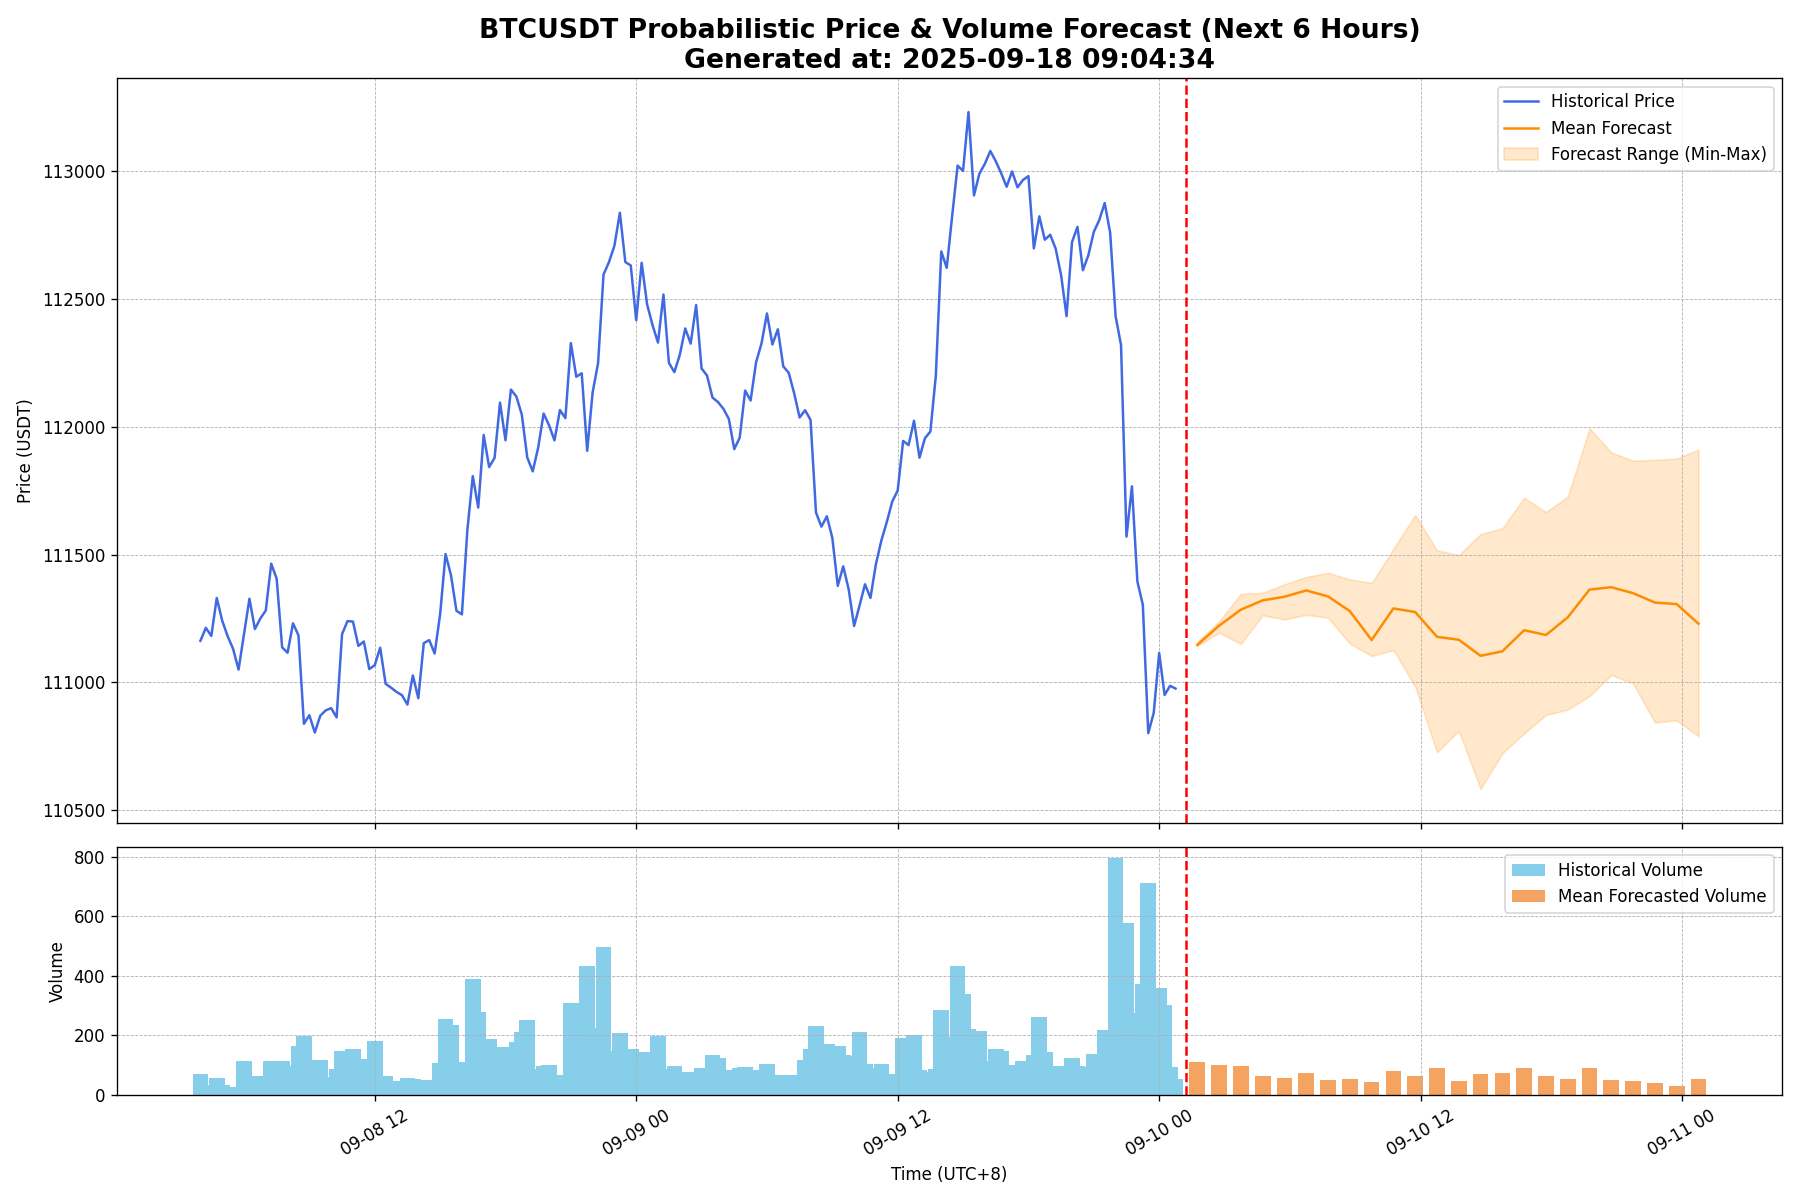 BTCUSDT Probabilistic Price & Volume Forecast (Next 6 Hours)
Generated at: 2025-09-18 09:04:34
Historical Price
Mean Forecast
Forecast Range (Min-Max)
Price (USDT)
113000
112500
112000
111500
111000
110500
Historical Volume
Mean Forecasted Volume
Volume
800
600
400
200
0
09-08 12
09-09 00
09-09 12
09-10 00
09-10 12
09-11 00
Time (UTC+8)